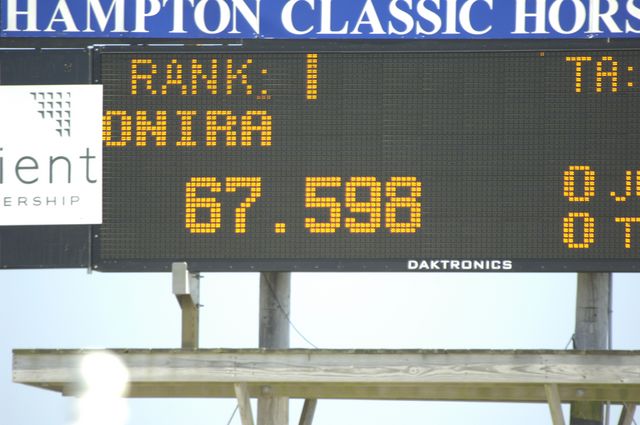 HAMPTON CLASSIC HORS
RANK: 1
TA:
ONIRA
ient
ERSHIP
67.598
0 J
0 T
DAKTRONICS